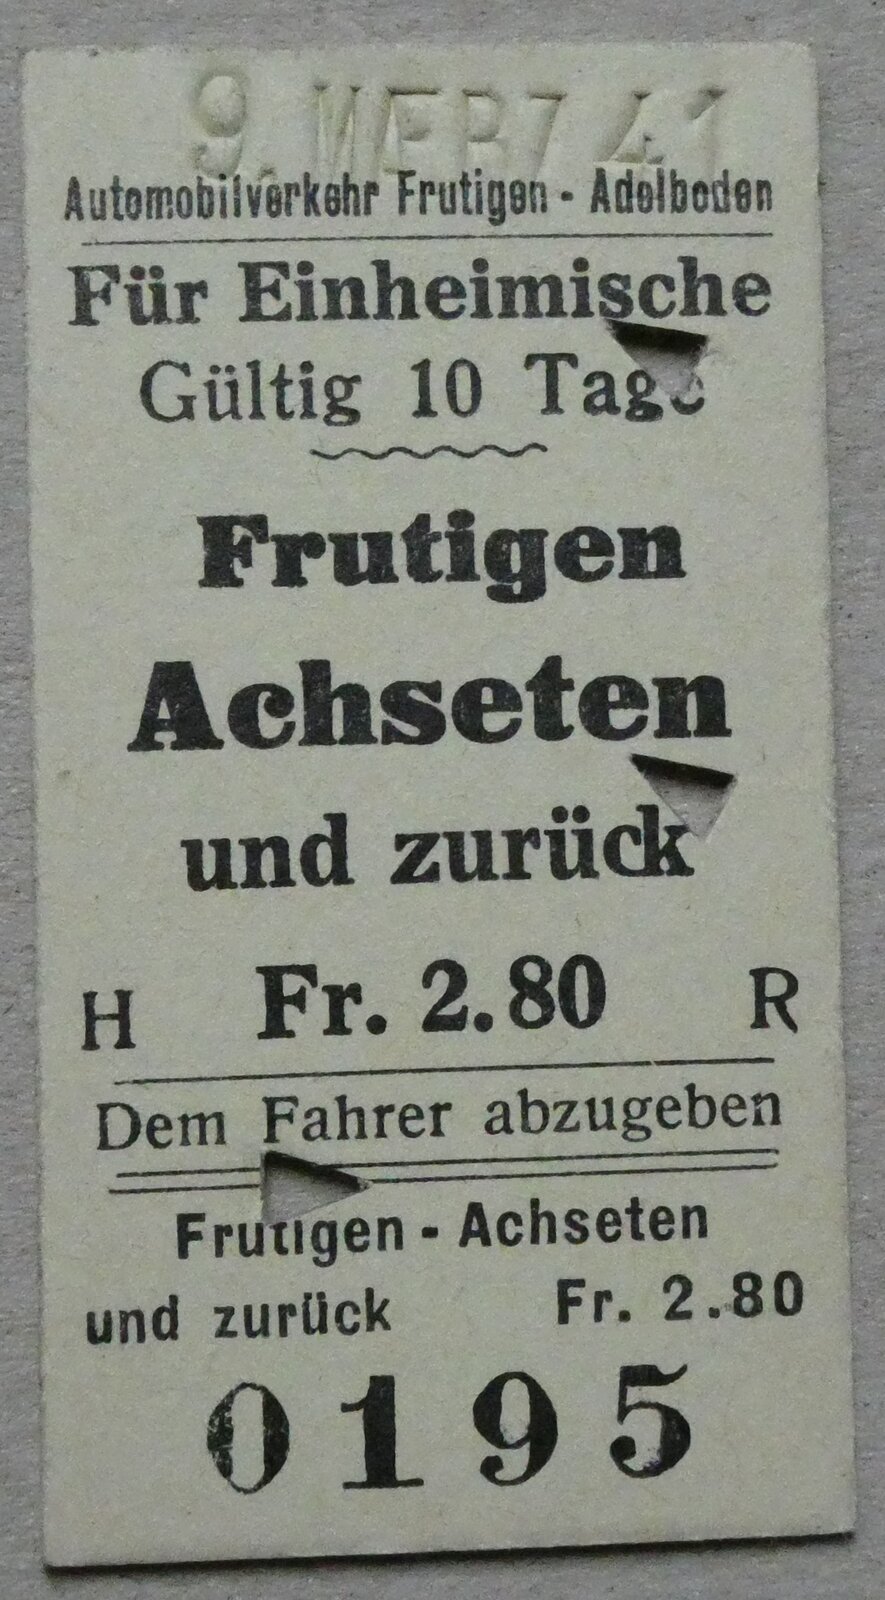 9. MERZ 41
Automobilverkehr Frutigen - Adelboden
Für Einheimische
Gültig 10 Tage
Frutigen
Achseten
und zurück
H Fr. 2.80 R
Dem Fahrer abzugeben
Frutigen - Achseten
und zurück Fr. 2.80
0195